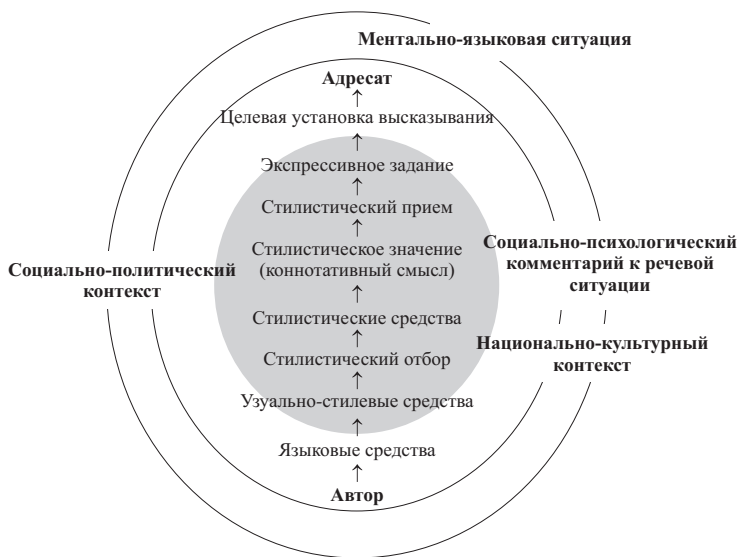 Ментально-языковая ситуация
Адресат
Целевая установка высказывания
Экспрессивное задание
Стилистический прием
Стилистическое значение
(коннотативный смысл)
Социально-политический
контекст
Социально-психологический
комментарий к речевой
ситуации
Стилистические средства
Национально-культурный
контекст
Стилистический отбор
Узуально-стилевые средства
Языковые средства
Автор